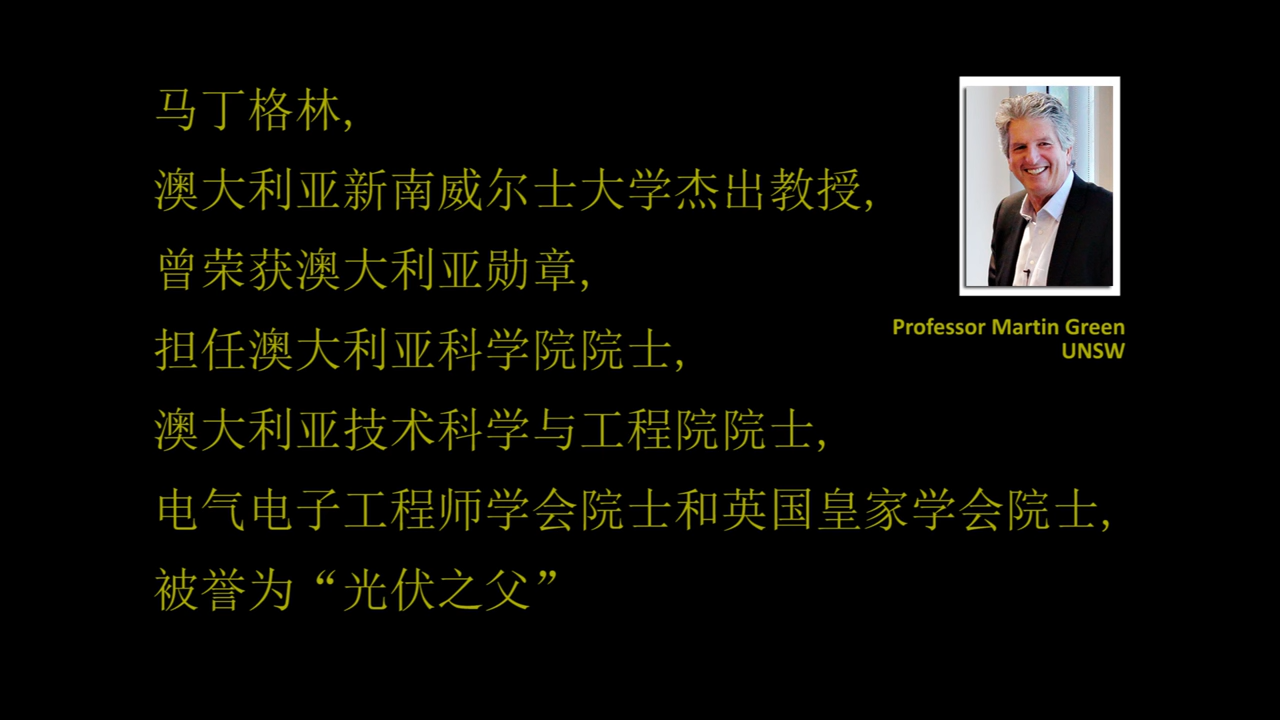 马丁格林,
澳大利亚新南威尔士大学杰出教授,
曾荣获澳大利亚勋章,
担任澳大利亚科学院院士,
澳大利亚技术科学与工程院院士,
电气电子工程师学会院士和英国皇家学会院士,
被誉为“光伏之父”
Professor Martin Green
UNSW